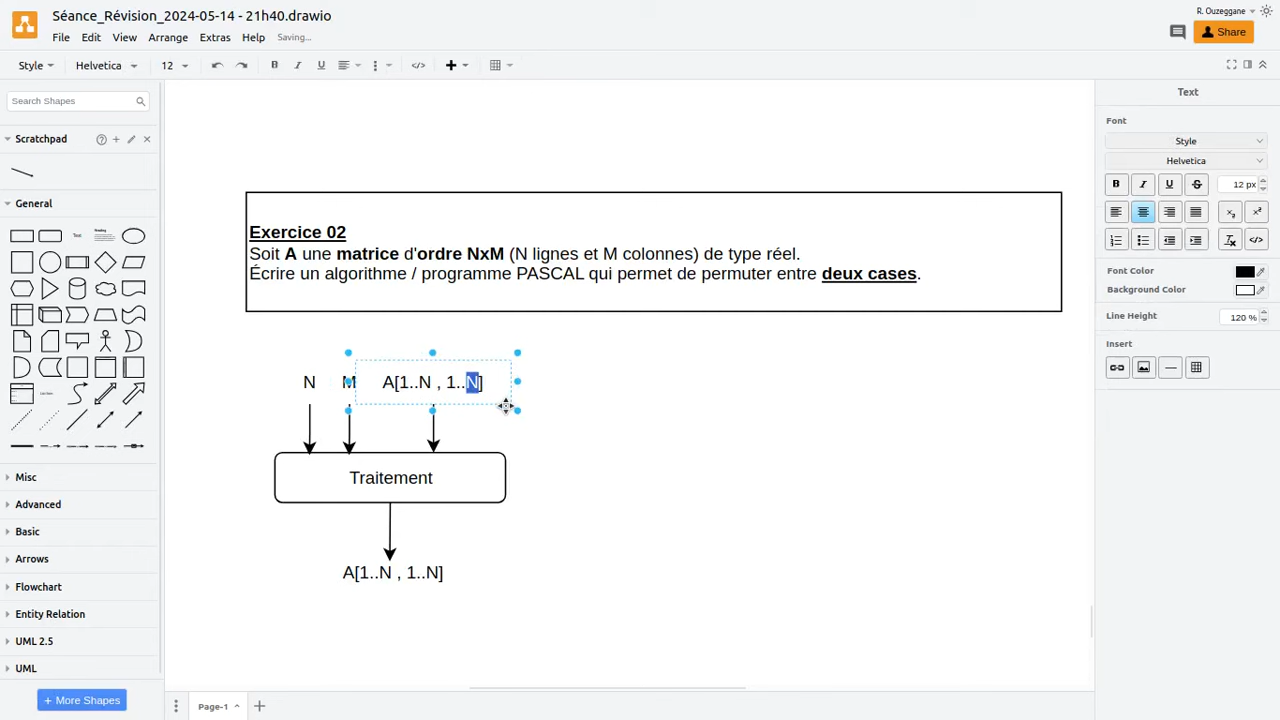 Séance_Révision_2024-05-14 - 21h40.drawio
R. Ouzeggane
File Edit View Arrange Extras Help Saving...
Share
Style Helvetica 12
Search Shapes
Scratchpad
General
Text
Heading
List Item
Misc
Advanced
Basic
Arrows
Flowchart
Entity Relation
UML 2.5
UML
+ More Shapes
Exercice 02
Soit A une matrice d'ordre NxM (N lignes et M colonnes) de type réel.
Écrire un algorithme / programme PASCAL qui permet de permuter entre deux cases.
N M A[1..N , 1..N]
Traitement
A[1..N , 1..N]
Page-1
Text
Font
Style
Helvetica
B I U S 12 px
Font Color
Background Color
Line Height 120 %
Insert